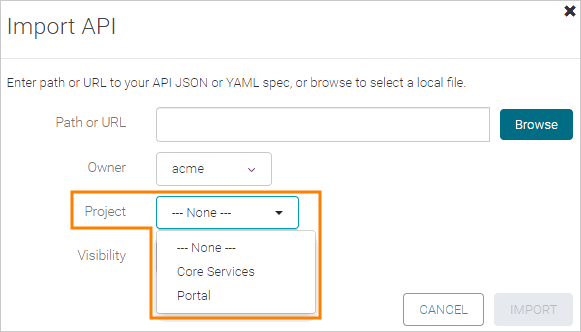 Import API
Enter path or URL to your API JSON or YAML spec, or browse to select a local file.
Path or URL
Browse
Owner
acme
Project
--- None ---
--- None ---
Visibility
Core Services
Portal
CANCEL
IMPORT